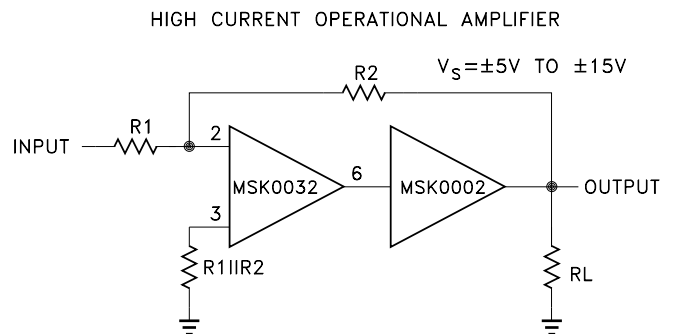 HIGH CURRENT OPERATIONAL AMPLIFIER
VS=±5V TO ±15V
R2
R1
INPUT
2
MSK0032
6
MSK0002
OUTPUT
3
R1IIR2
RL